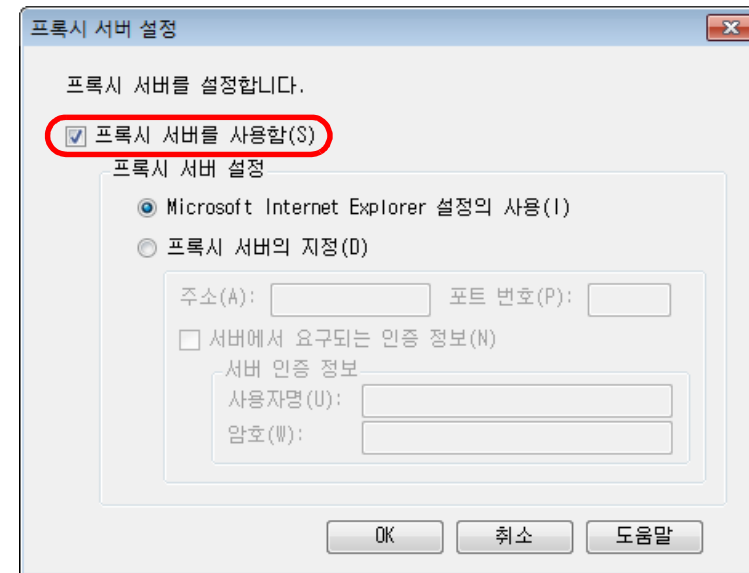 프록시 서버 설정
프록시 서버를 설정합니다.
프록시 서버를 사용함(S)
프록시 서버 설정
Microsoft Internet Explorer 설정의 사용(I)
프록시 서버의 지정(D)
주소(A): 포트 번호(P):
서버에서 요구되는 인증 정보(N)
서버 인증 정보
사용자명(U):
암호(W):
OK 취소 도움말